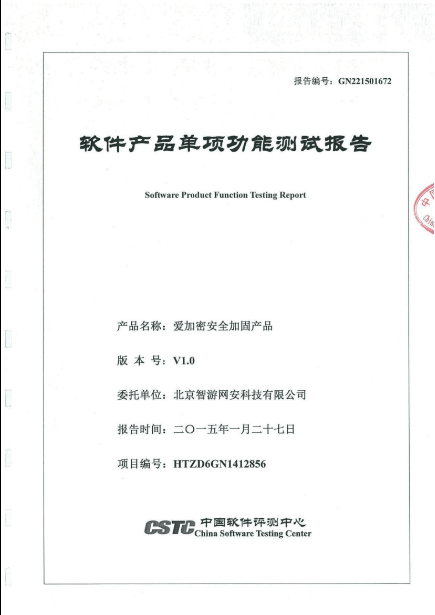 报告编号：GN221501672
软件产品单项功能测试报告
Software Product Function Testing Report
产品名称：爱加密安全加固产品
版 本 号：V1.0
委托单位：北京智游网安科技有限公司
报告时间：二〇一五年一月二十七日
项目编号：HTZD6GN1412856
CSTC 中国软件评测中心
China Software Testing Center